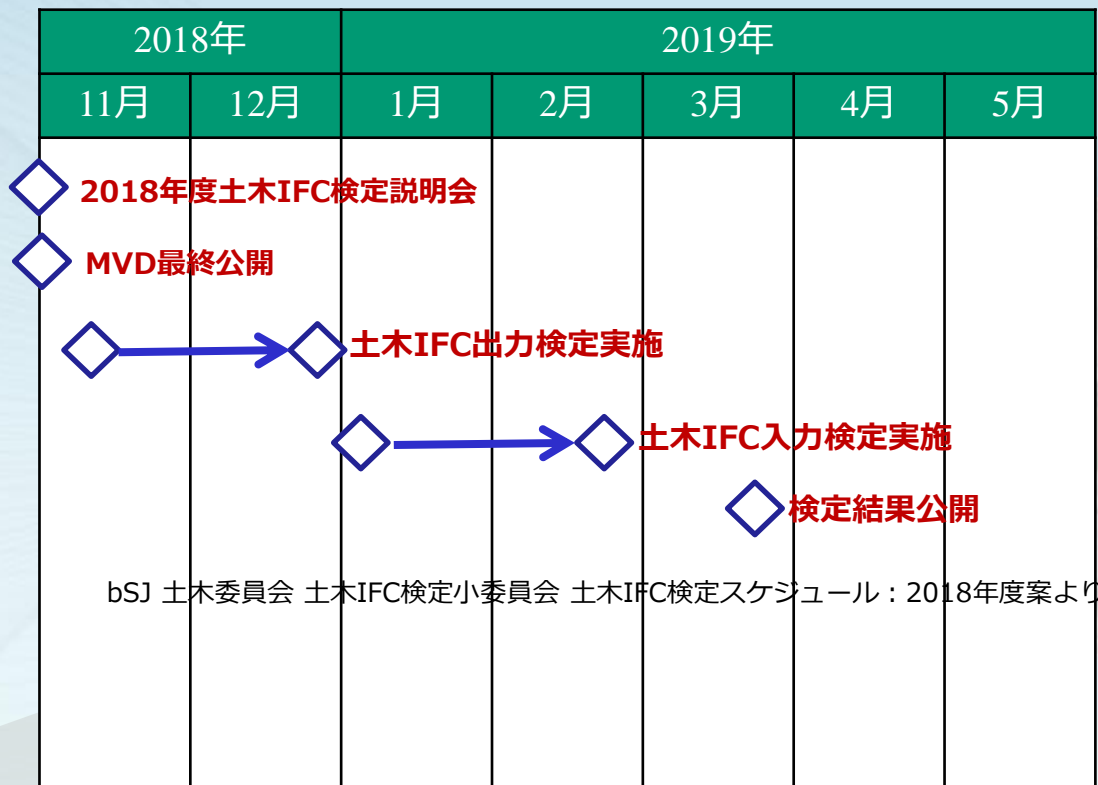 2018年
2019年
11月
12月
1月
2月
3月
4月
5月
2018年度土木IFC検定説明会
MVD最終公開
土木IFC出力検定実施
土木IFC入力検定実施
検定結果公開
bSJ 土木委員会 土木IFC検定小委員会 土木IFC検定スケジュール：2018年度案より